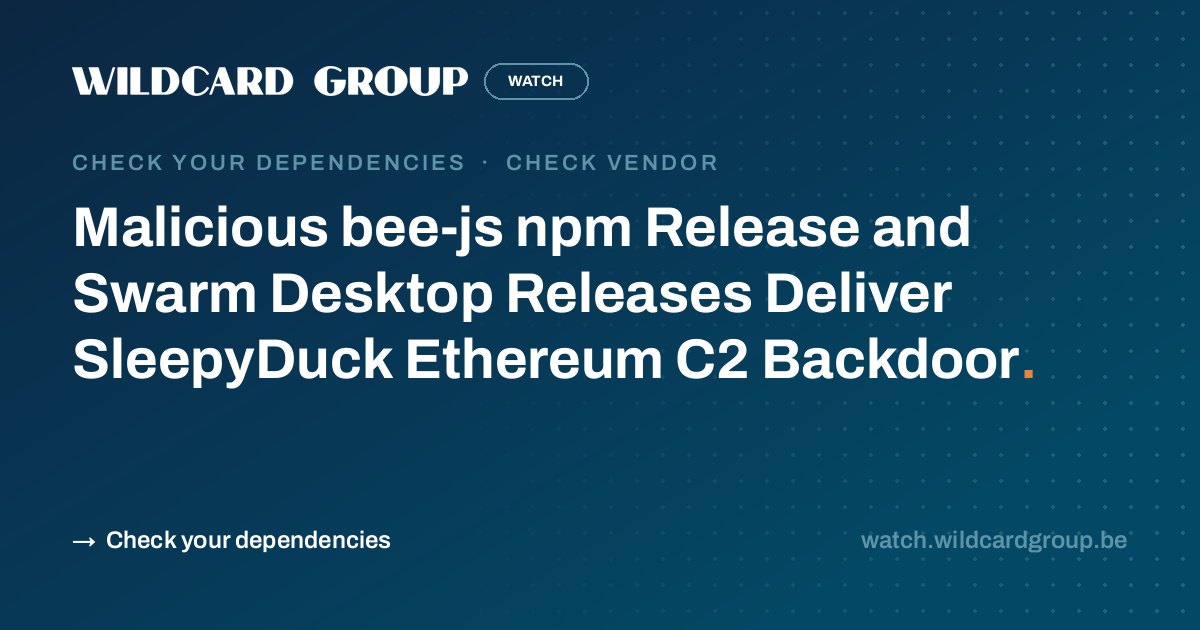 WILDCARD GROUP WATCH
CHECK YOUR DEPENDENCIES · CHECK VENDOR
Malicious bee-js npm Release and
Swarm Desktop Releases Deliver
SleepyDuck Ethereum C2 Backdoor.
→ Check your dependencies
watch.wildcardgroup.be